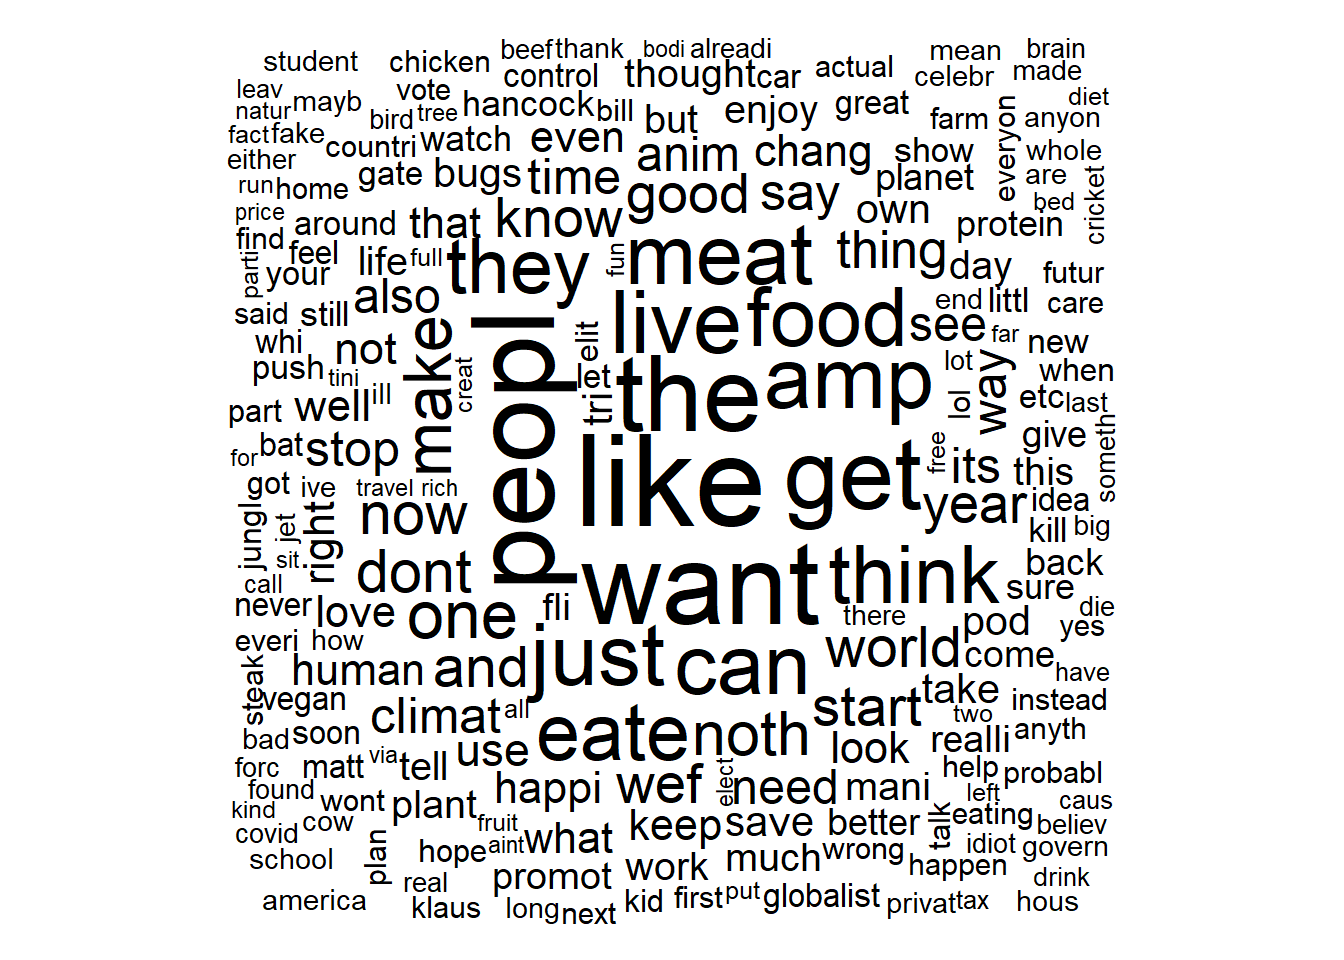 student chicken beef thank bodi alreadi mean brain
control thought car actual celebr made
leav mayb vote hancock bill but enjoy great farm diet
natur bird tree anyon
fact fake countri watch even anim chang show everyon whole
either gate bugs time good say planet are
run home own bed cricket
price around that know protein
find feel life full they fun meat thing day futur
parti your also live food see end littl care
said still
whi not make peopl elit far new
push tini creat let the amp lot way when
part well ill tri lol etc last
for bat stop like get free its this give somethi
got ive travel rich year idea
jungl jet right now kill big
sit dont want think back
call sure
never love one fli there pod die
everi how just can world come yes
steak human and have
vegan climat all eate noth start take two instead
bad soon use look realli anyth
forc matt via tell happi wef elect need mani help probabl
found wont plant left caus
kind cow fruit what keep save better talk eating believ
covid aint idiot govern
school plan hope work much wrong happen
real promot drink
america klaus long next kid first put globalist privat tax hous